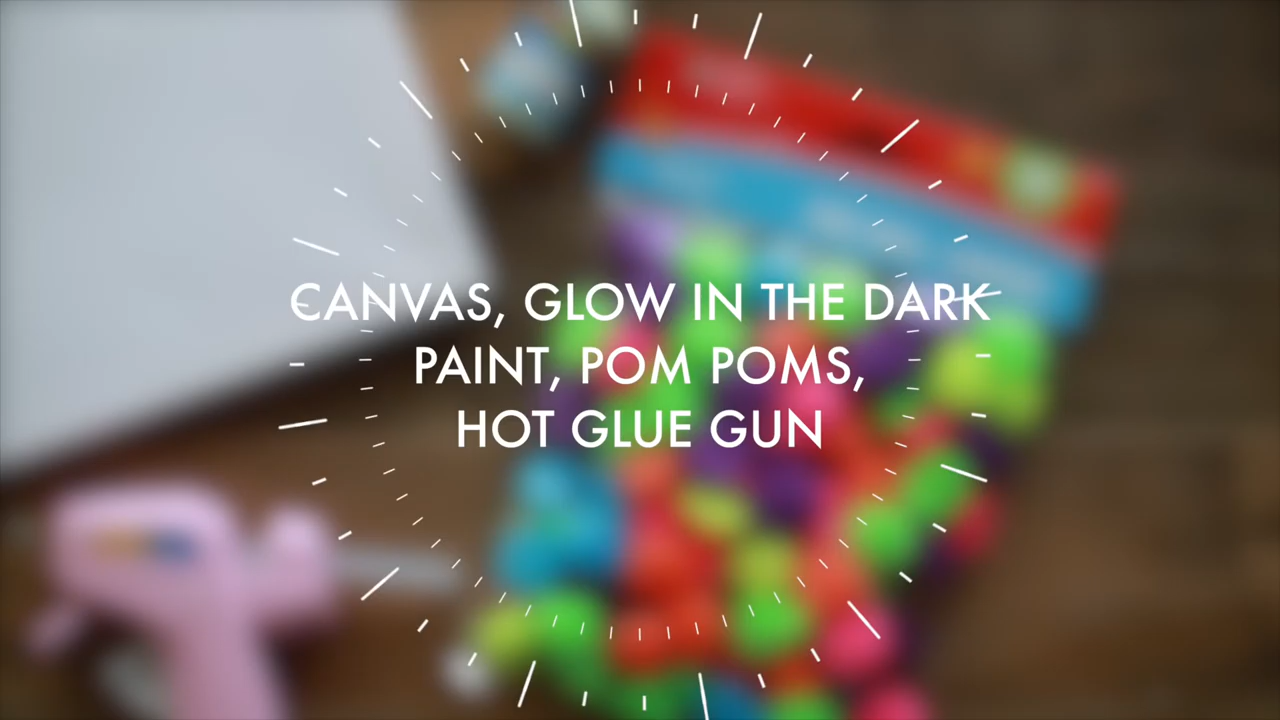 CANVAS, GLOW IN THE DARK
PAINT, POM POMS,
HOT GLUE GUN